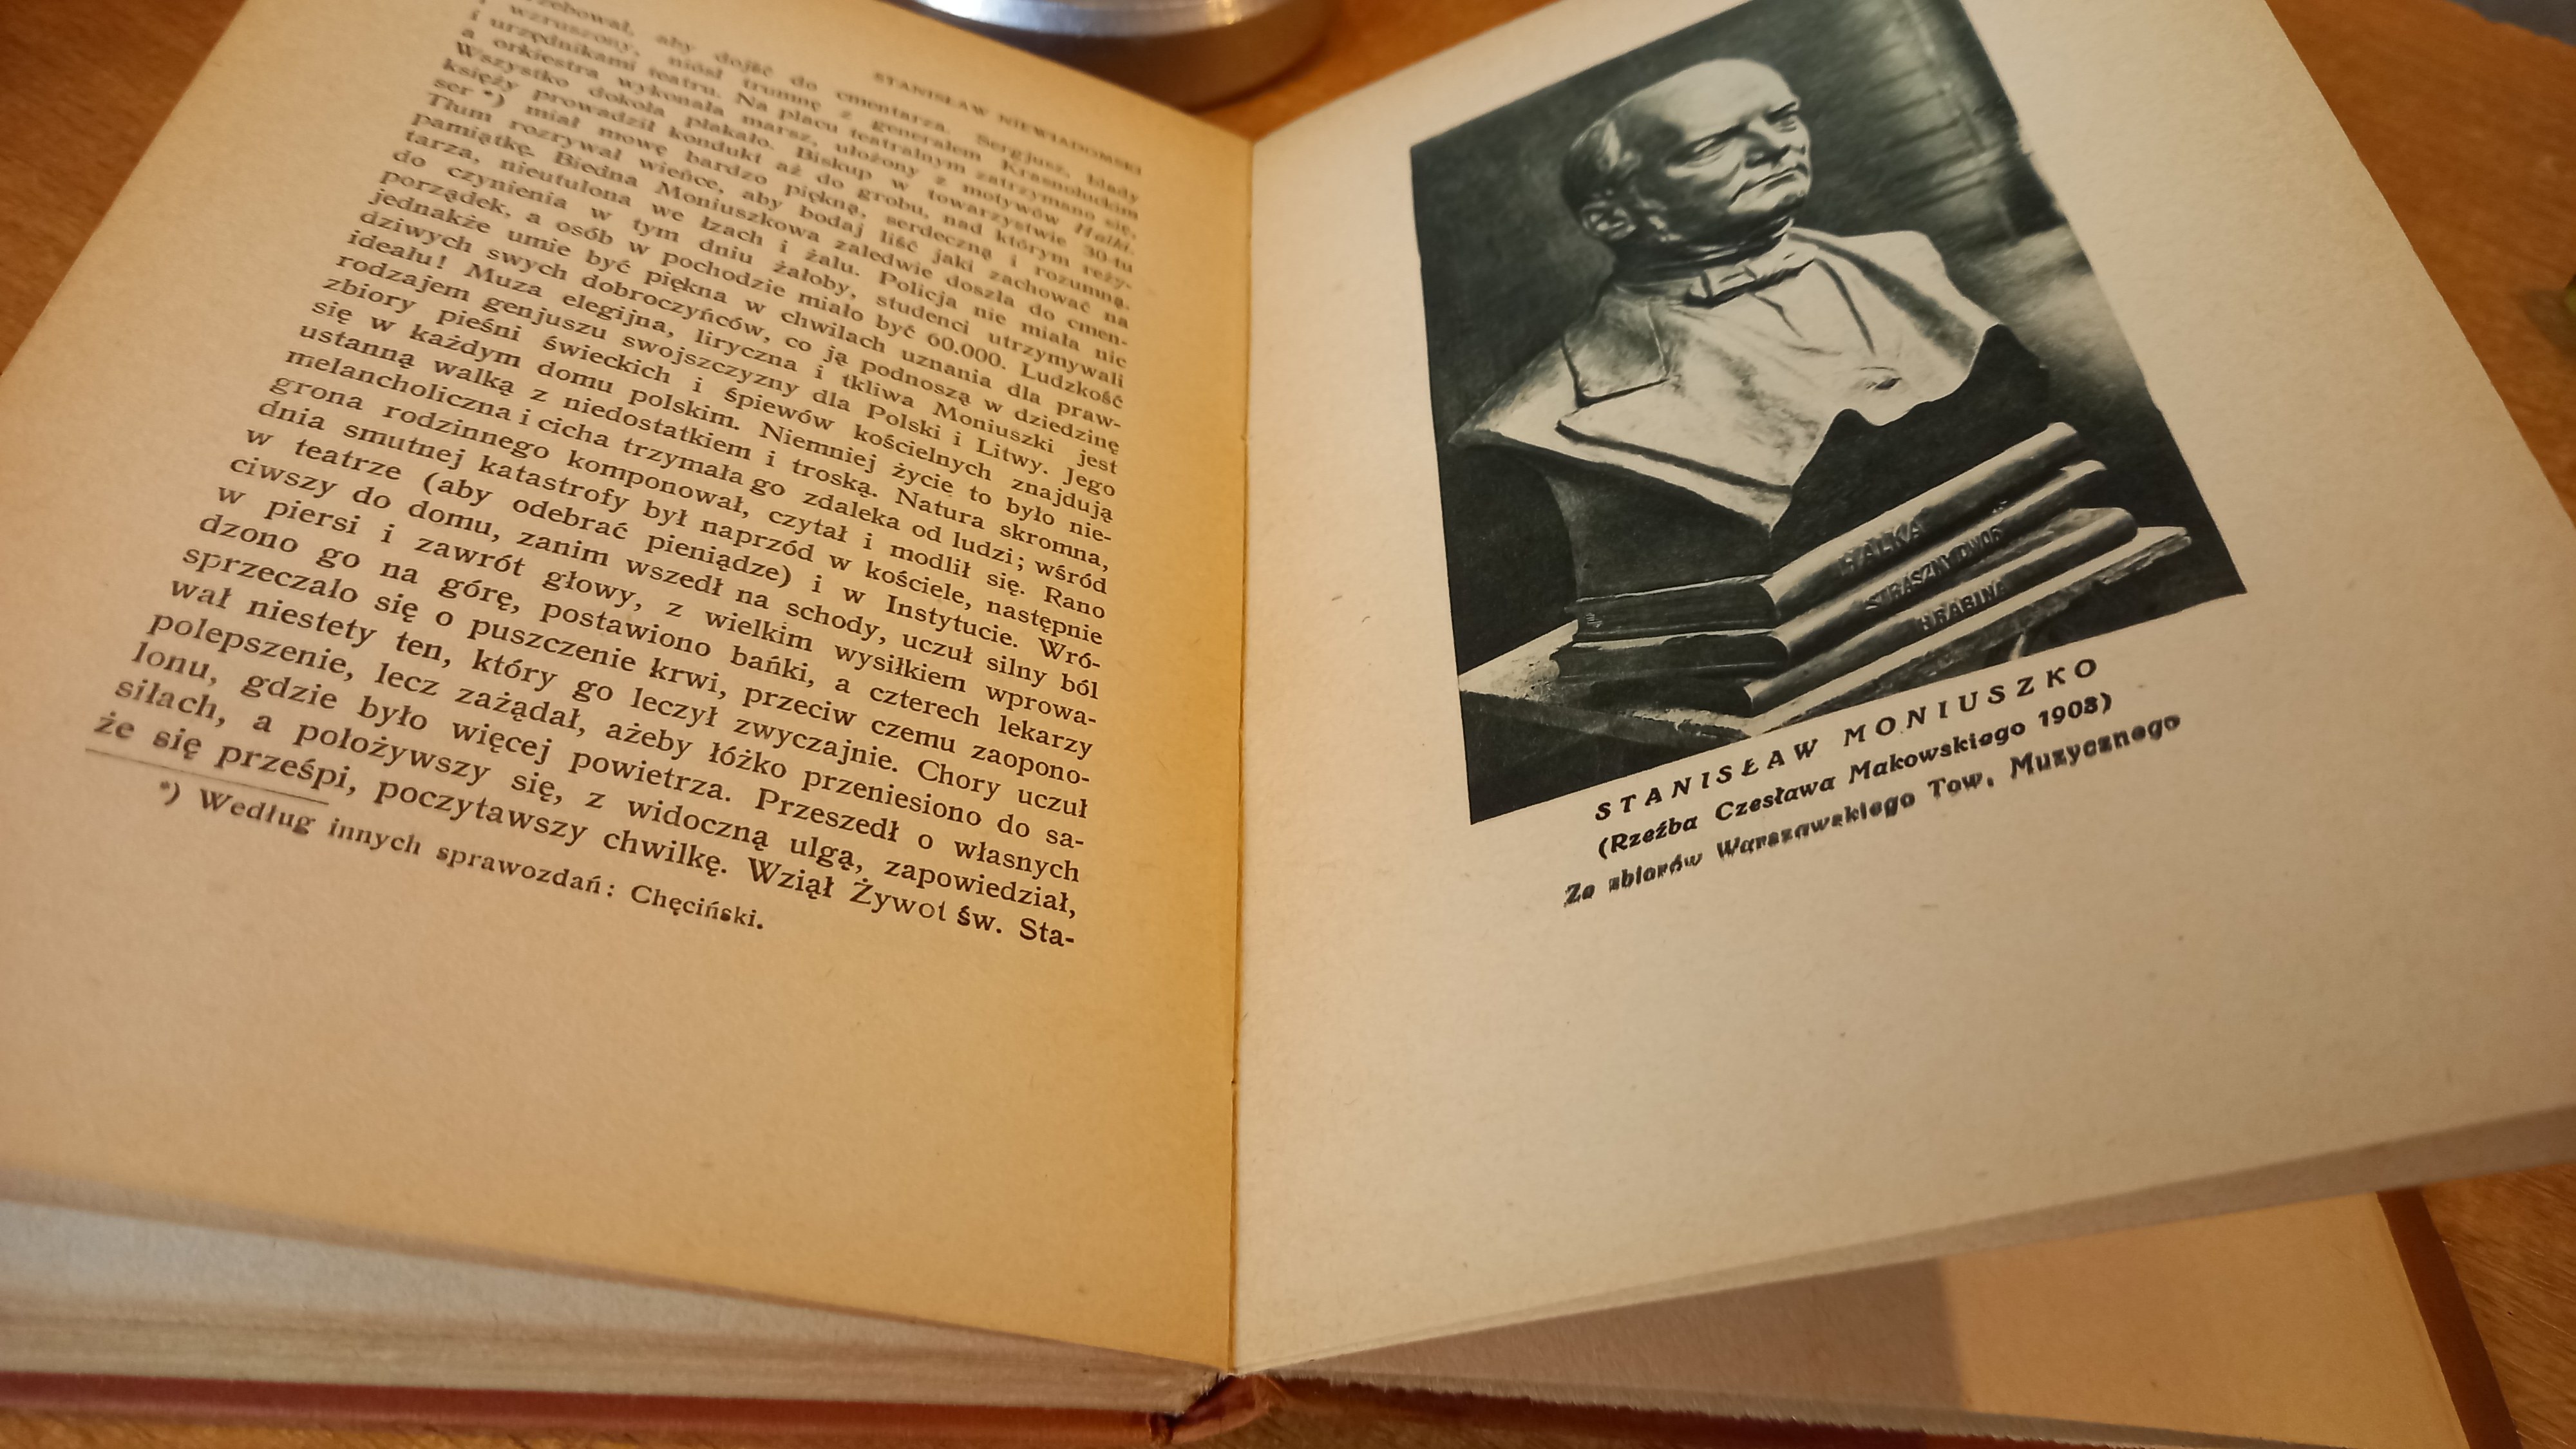 STANISŁAW NIEWIADOMSKI
aby dojść do cmentarza. Sergjusz, blady
i wzruszony, niósł trumnę z generałem Krasnokuckim
i urzędnikami teatru. Na placu teatralnym zatrzymano się,
a orkiestra wykonała marsz, ułożony z motywów Halki.
Wszystko dokoła płakało. Biskup w towarzystwie 30-tu
księży prowadził kondukt aż do grobu, nad którym reży-
ser *) miał mowę bardzo piękną, serdeczną i rozumną.
Tłum rozrywał wieńce, aby bodaj liść jaki zachować na
pamiątkę. Biedna Moniuszkowa zaledwie doszła do cmen-
tarza, nieutulona we łzach i żalu. Policja nie miała nic
do czynienia w tym dniu żałoby, studenci utrzymywali
porządek, a osób w pochodzie miało być 60.000. Ludzkość
jednakże umie być piękna w chwilach uznania dla praw-
dziwych swych dobroczyńców, co ją podnoszą w dziedzinę
ideału! Muza elegijna, liryczna i tkliwa Moniuszki jest
rodzajem genjuszu swojszczyzny dla Polski i Litwy. Jego
zbiory pieśni świeckich i śpiewów kościelnych znajdują
się w każdym domu polskim. Niemniej życie to było nie-
ustanną walką z niedostatkiem i troską. Natura skromna,
melancholiczna i cicha trzymała go zdaleka od ludzi; wśród
grona rodzinnego komponował, czytał i modlił się. Rano
dnia smutnej katastrofy był naprzód w kościele, następnie
w teatrze (aby odebrać pieniądze) i w Instytucie. Wró-
ciwszy do domu, zanim wszedł na schody, uczuł silny ból
w piersi i zawrót głowy, z wielkim wysiłkiem wprowa-
dzono go na górę, postawiono bańki, a czterech lekarzy
sprzeczało się o puszczenie krwi, przeciw czemu zaopono-
wał niestety ten, który go leczył zwyczajnie. Chory uczuł
polepszenie, lecz zażądał, ażeby łóżko przeniesiono do sa-
lonu, gdzie było więcej powietrza. Przeszedł o własnych
siłach, a położywszy się, z widoczną ulgą, zapowiedział,
że się prześpi, poczytawszy chwilkę. Wziął Żywot św. Sta-
*) Według innych sprawozdań: Chęciński.
HALKA
STRASZNY DWÓR
HRABINA
STANISŁAW MONIUSZKO
(Rzeźba Czesława Makowskiego 1903)
Ze zbiorów Warszawskiego Tow. Muzycznego